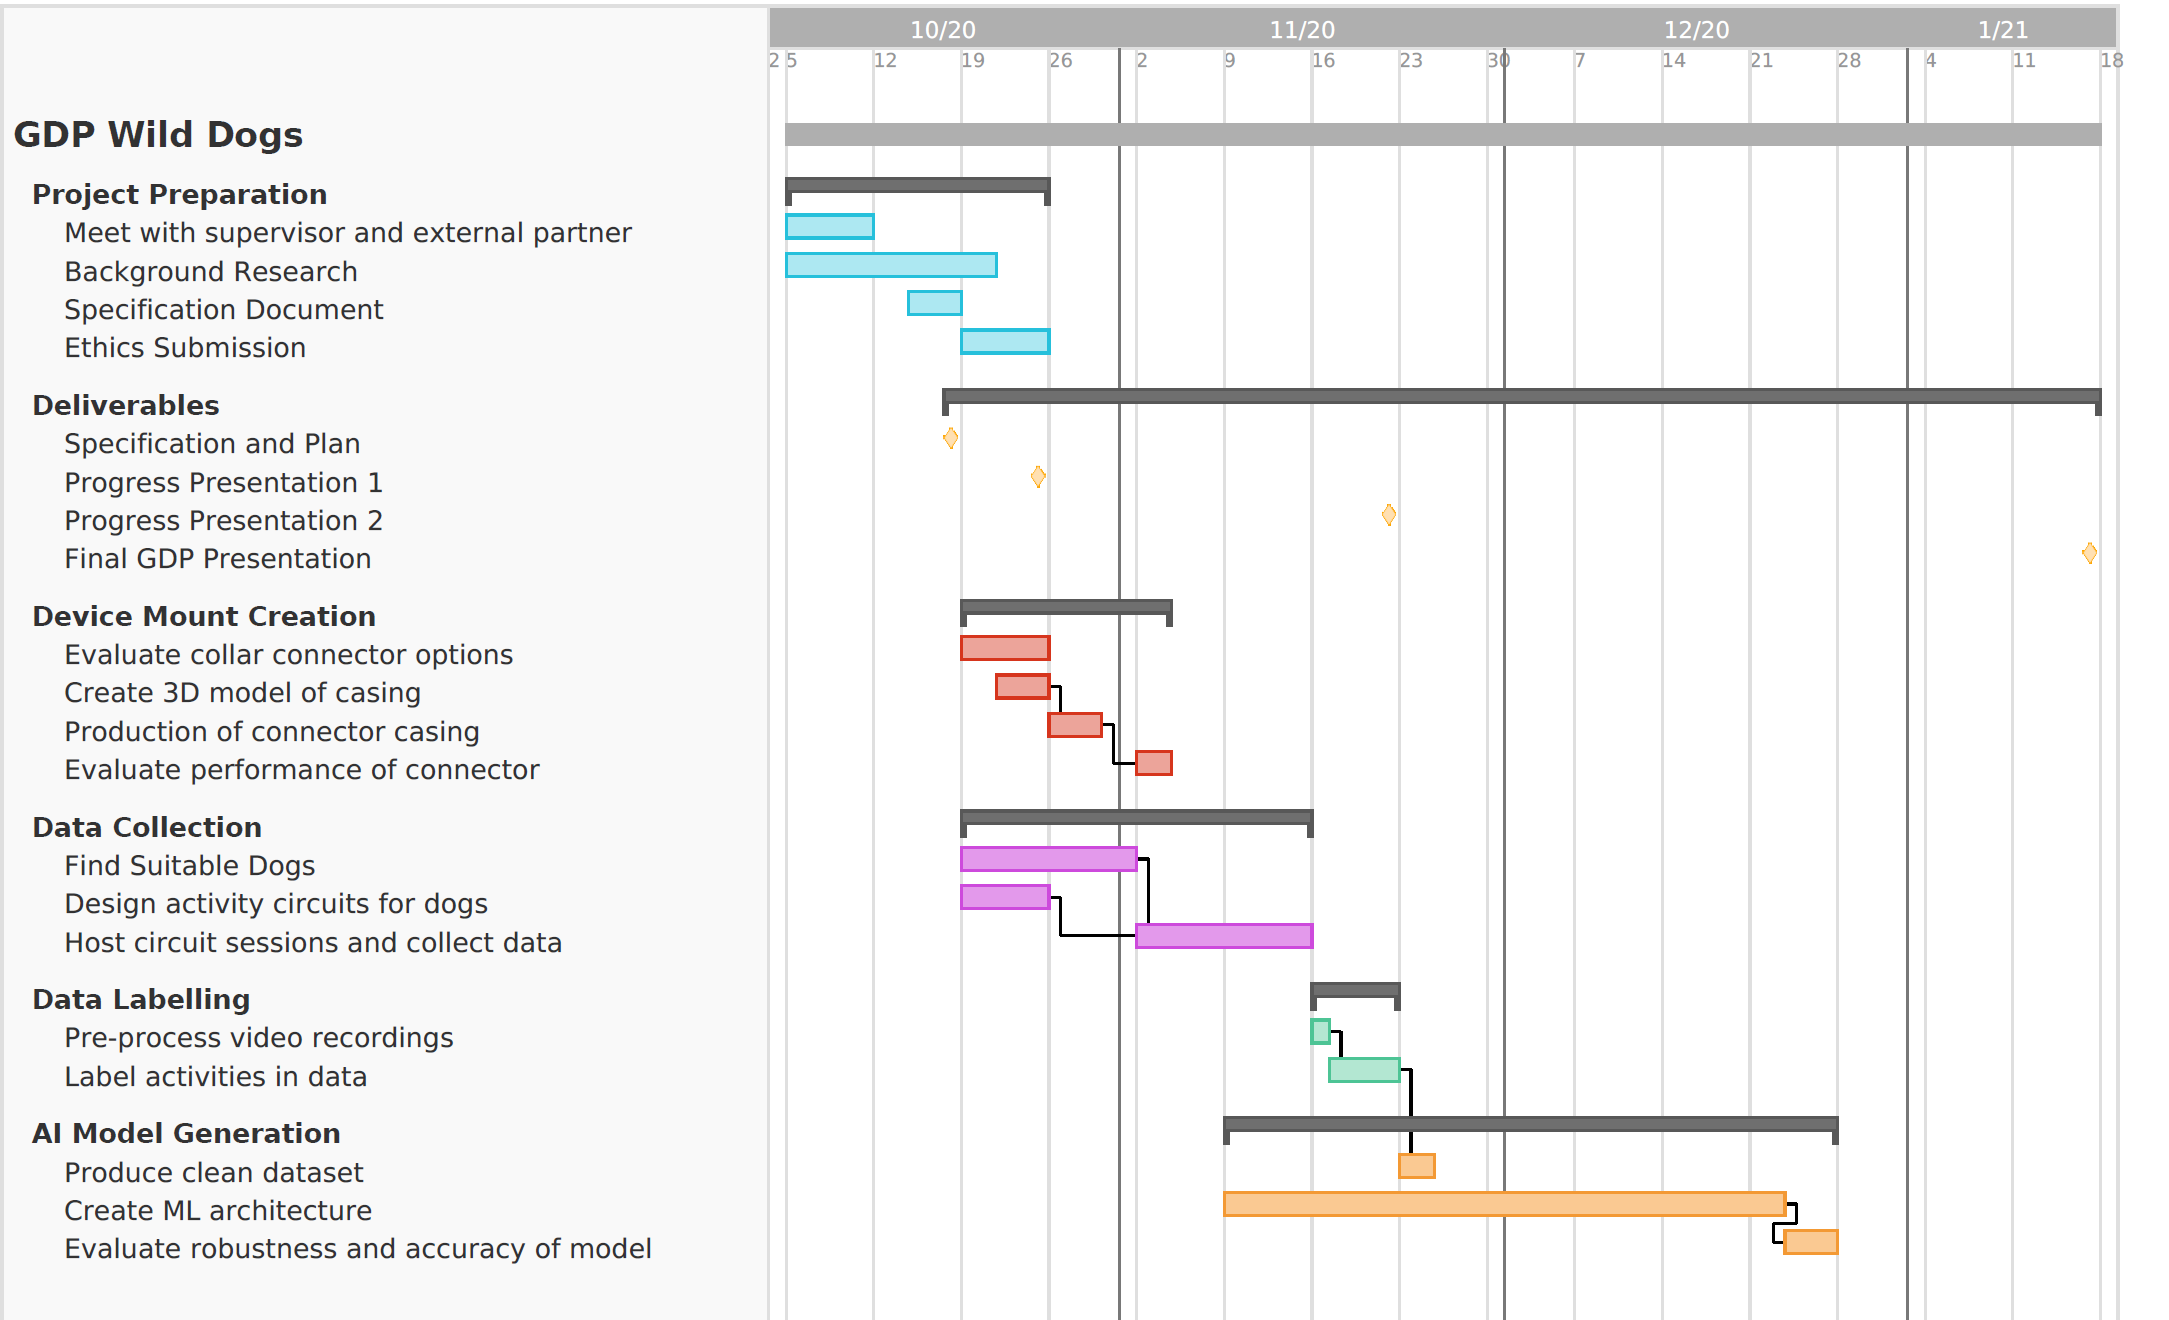 10/20 11/20 12/20 1/21
2 5 12 19 26 2 9 16 23 30 7 14 21 28 4 11 18
GDP Wild Dogs
Project Preparation
Meet with supervisor and external partner
Background Research
Specification Document
Ethics Submission
Deliverables
Specification and Plan
Progress Presentation 1
Progress Presentation 2
Final GDP Presentation
Device Mount Creation
Evaluate collar connector options
Create 3D model of casing
Production of connector casing
Evaluate performance of connector
Data Collection
Find Suitable Dogs
Design activity circuits for dogs
Host circuit sessions and collect data
Data Labelling
Pre-process video recordings
Label activities in data
AI Model Generation
Produce clean dataset
Create ML architecture
Evaluate robustness and accuracy of model